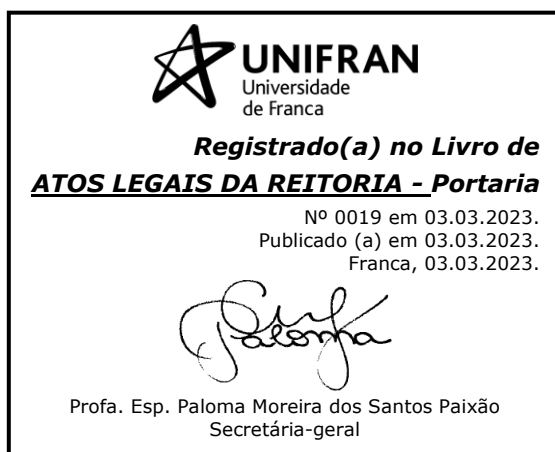 UNIFRAN
Universidade
de Franca
Registrado(a) no Livro de
ATOS LEGAIS DA REITORIA - Portaria
Nº 0019 em 03.03.2023.
Publicado (a) em 03.03.2023.
Franca, 03.03.2023.
Paloma
Profa. Esp. Paloma Moreira dos Santos Paixão
Secretária-geral